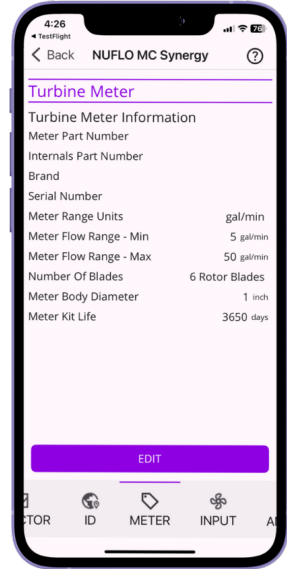 4:26
76
◀ TestFlight
Back NUFLO MC Synergy ?
Turbine Meter
Turbine Meter Information
Meter Part Number
Internals Part Number
Brand
Serial Number
Meter Range Units gal/min
Meter Flow Range - Min 5 gal/min
Meter Flow Range - Max 50 gal/min
Number Of Blades 6 Rotor Blades
Meter Body Diameter 1 inch
Meter Kit Life 3650 days
EDIT
TOR ID METER INPUT